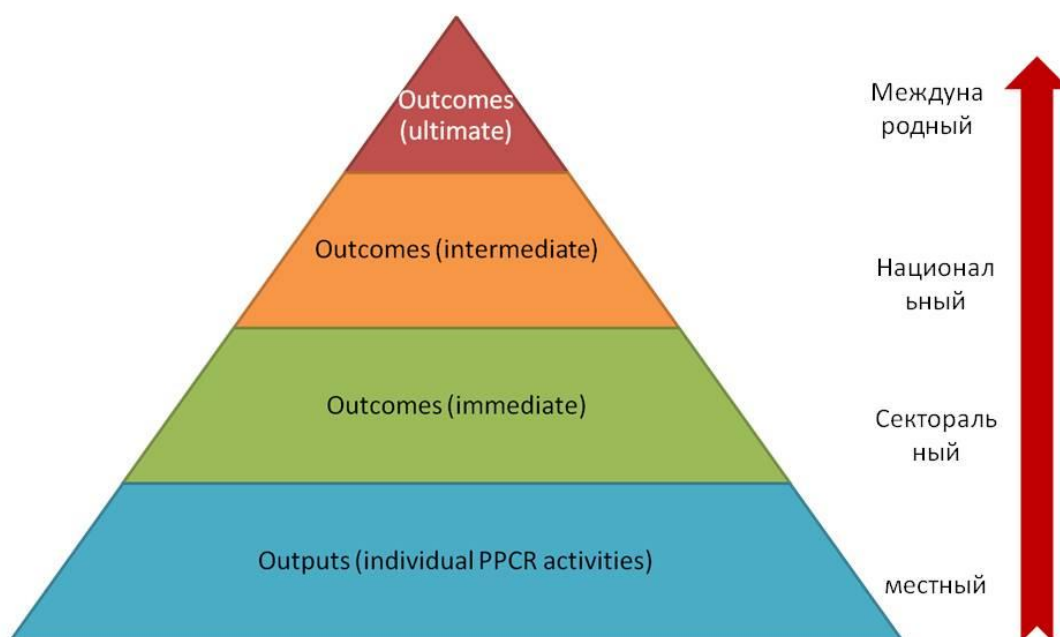 Outcomes
(ultimate)
Междуна
родный
Outcomes (intermediate)
Национал
ьный
Outcomes (immediate)
Сектораль
ный
Outputs (individual PPCR activities)
местный